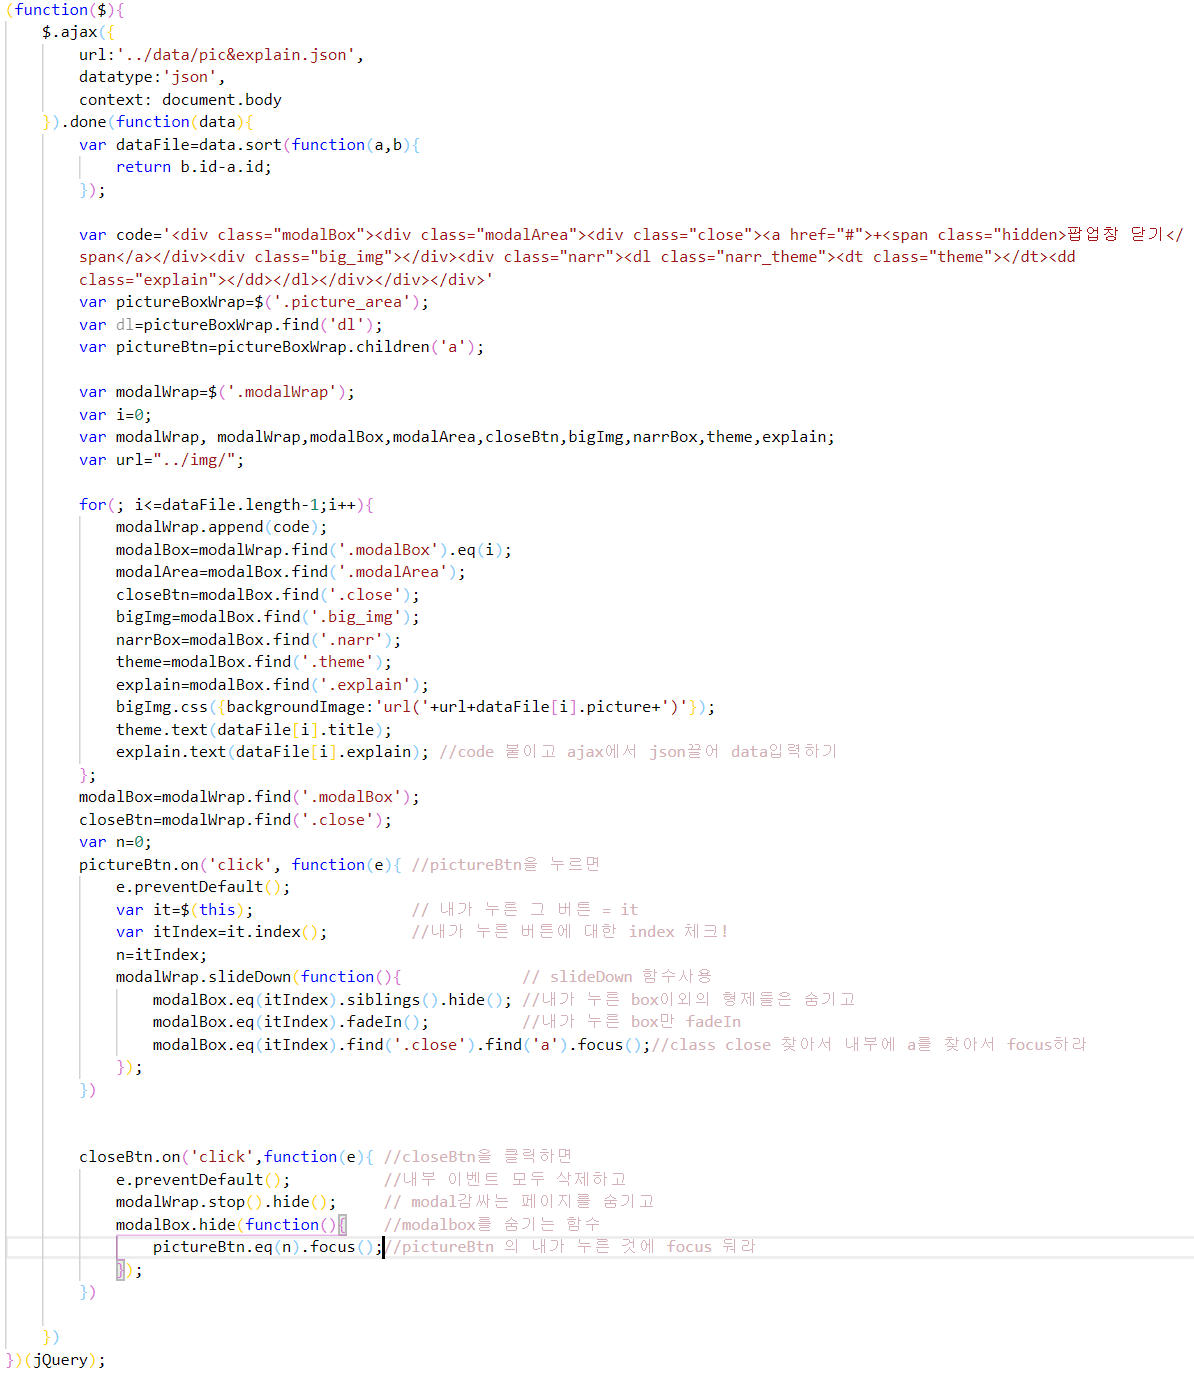 (function($){
$.ajax({
url:'../data/pic&explain.json',
datatype:'json',
context: document.body
}).done(function(data){
var dataFile=data.sort(function(a,b){
return b.id-a.id;
});
var code='<div class="modalBox"><div class="modalArea"><div class="close"><a href="#">+<span class="hidden>팝업창 닫기</
span</a></div><div class="big_img"></div><div class="narr"><dl class="narr_theme"><dt class="theme"></dt><dd
class="explain"></dd></dl></div></div></div>'
var pictureBoxWrap=$('.picture_area');
var dl=pictureBoxWrap.find('dl');
var pictureBtn=pictureBoxWrap.children('a');
var modalWrap=$('.modalWrap');
var i=0;
var modalWrap, modalWrap,modalBox,modalArea,closeBtn,bigImg,narrBox,theme,explain;
var url="../img/";
for(; i<=dataFile.length-1;i++){
modalWrap.append(code);
modalBox=modalWrap.find('.modalBox').eq(i);
modalArea=modalBox.find('.modalArea');
closeBtn=modalBox.find('.close');
bigImg=modalBox.find('.big_img');
narrBox=modalBox.find('.narr');
theme=modalBox.find('.theme');
explain=modalBox.find('.explain');
bigImg.css({backgroundImage:'url('+url+dataFile[i].picture+')'});
theme.text(dataFile[i].title);
explain.text(dataFile[i].explain); //code 붙이고 ajax에서 json끌어 data입력하기
};
modalBox=modalWrap.find('.modalBox');
closeBtn=modalWrap.find('.close');
var n=0;
pictureBtn.on('click', function(e){ //pictureBtn을 누르면
e.preventDefault();
var it=$(this); // 내가 누른 그 버튼 = it
var itIndex=it.index(); //내가 누른 버튼에 대한 index 체크!
n=itIndex;
modalWrap.slideDown(function(){ // slideDown 함수사용
modalBox.eq(itIndex).siblings().hide(); //내가 누른 box이외의 형제들은 숨기고
modalBox.eq(itIndex).fadeIn(); //내가 누른 box만 fadeIn
modalBox.eq(itIndex).find('.close').find('a').focus();//class close 찾아서 내부에 a를 찾아서 focus하라
});
})
closeBtn.on('click',function(e){ //closeBtn을 클릭하면
e.preventDefault(); //내부 이벤트 모두 삭제하고
modalWrap.stop().hide(); // modal감싸는 페이지를 숨기고
modalBox.hide(function(){ //modalbox를 숨기는 함수
pictureBtn.eq(n).focus();//pictureBtn 의 내가 누른 것에 focus 둬라
});
})
})
})(jQuery);